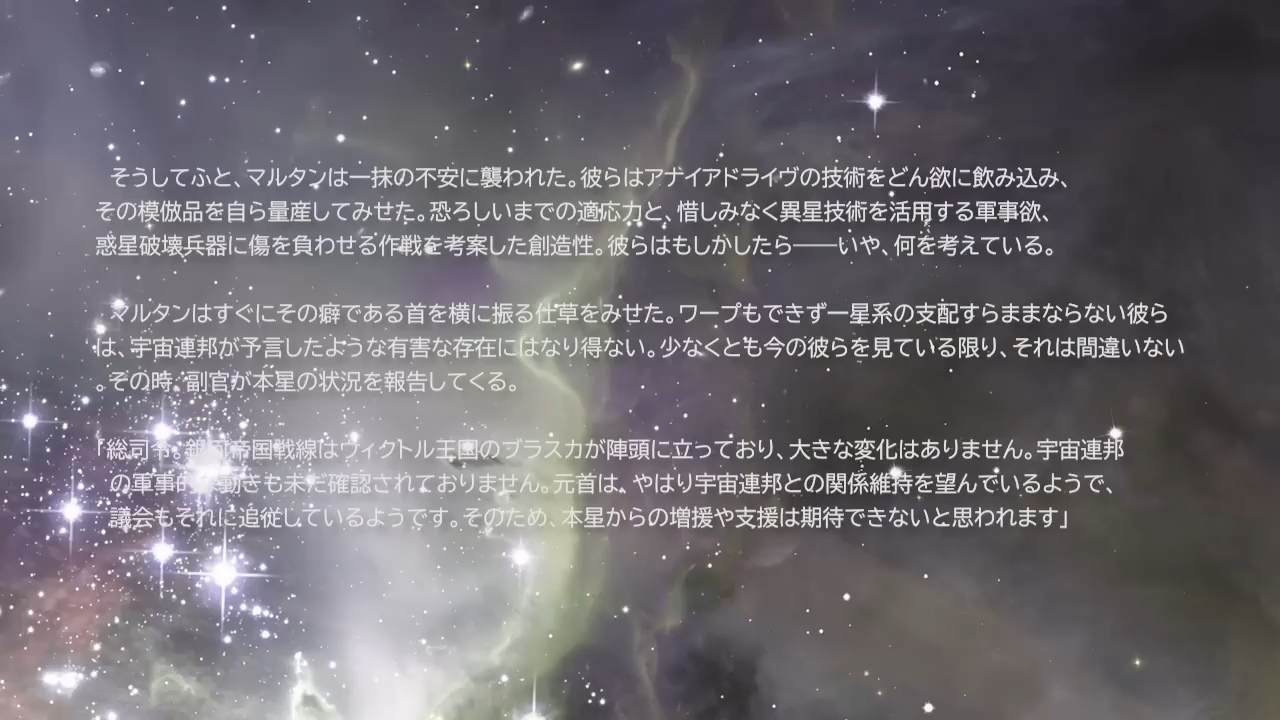 そうしてふと、マルタンは一抹の不安に襲われた。彼らはアナイアドライヴの技術をどん欲に飲み込み、
その模倣品を自ら量産してみせた。恐ろしいまでの適応力と、惜しみなく異星技術を活用する軍事欲、
惑星破壊兵器に傷を負わせる作戦を考案した創造性。彼らはもしかしたら――いや、何を考えている。
マルタンはすぐにその癖である首を横に振る仕草をみせた。ワープもできず一星系の支配すらままならない彼ら
は、宇宙連邦が予言したような有害な存在にはなり得ない。少なくとも今の彼らを見ている限り、それは間違いない
。その時、副官が本星の状況を報告してくる。
「総司令。銀河帝国戦線はヴィクトル王国のブラスカが陣頭に立っており、大きな変化はありません。宇宙連邦
の軍事的な動きも未だ確認されておりません。元首は、やはり宇宙連邦との関係維持を望んでいるようで、
議会もそれに追従しているようです。そのため、本星からの増援や支援は期待できないと思われます」